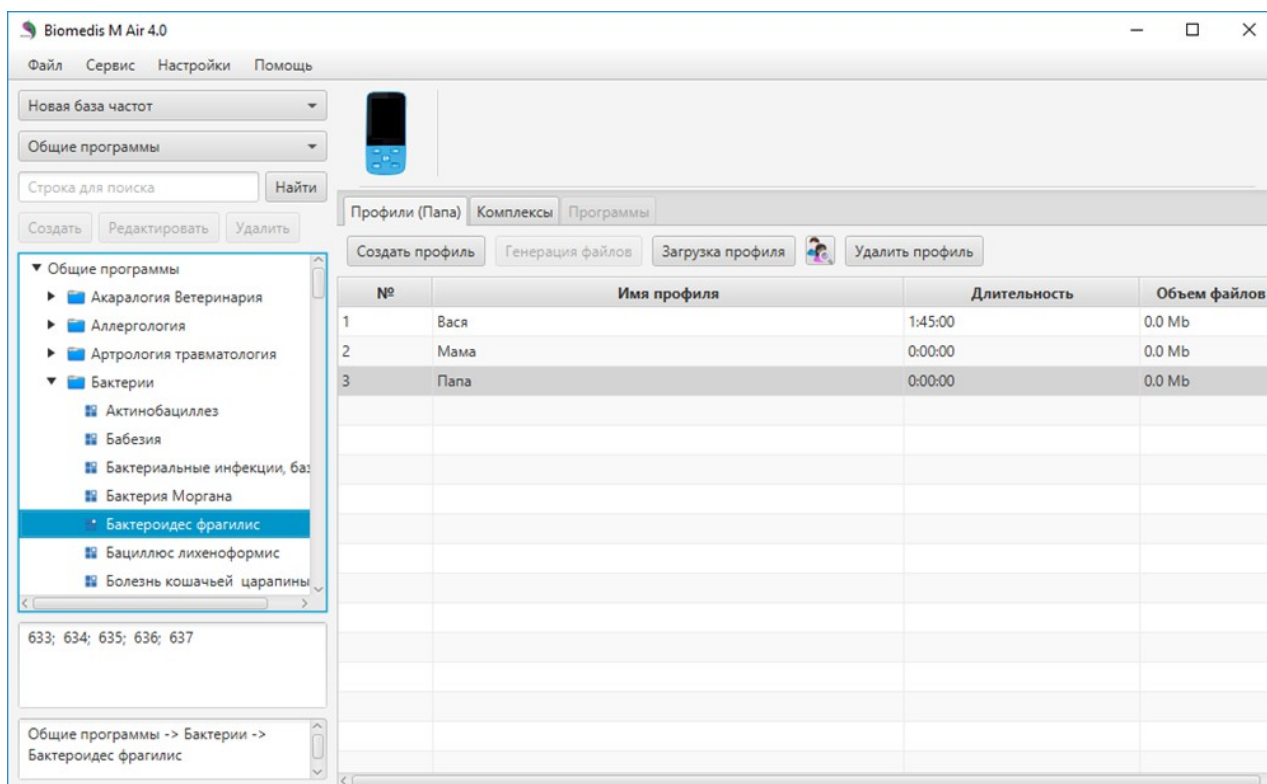 Biomedis M Air 4.0
Файл Сервис Настройки Помощь
Новая база частот
Общие программы
Строка для поиска Найти
Создать Редактировать Удалить
Общие программы
Акаралогия Ветеринария
Аллергология
Артрология травматология
Бактерии
Актинобациллез
Бабезия
Бактериальные инфекции, баз
Бактерия Моргана
Бактероидес фрагилис
Бациллюс лихеноформис
Болезнь кошачьей царапины
633; 634; 635; 636; 637
Общие программы -> Бактерии ->
Бактероидес фрагилис
Профили (Папа) Комплексы Программы
Создать профиль Генерация файлов Загрузка профиля Удалить профиль
№ Имя профиля Длительность Объем файлов
1 Вася 1:45:00 0.0 Mb
2 Мама 0:00:00 0.0 Mb
3 Папа 0:00:00 0.0 Mb